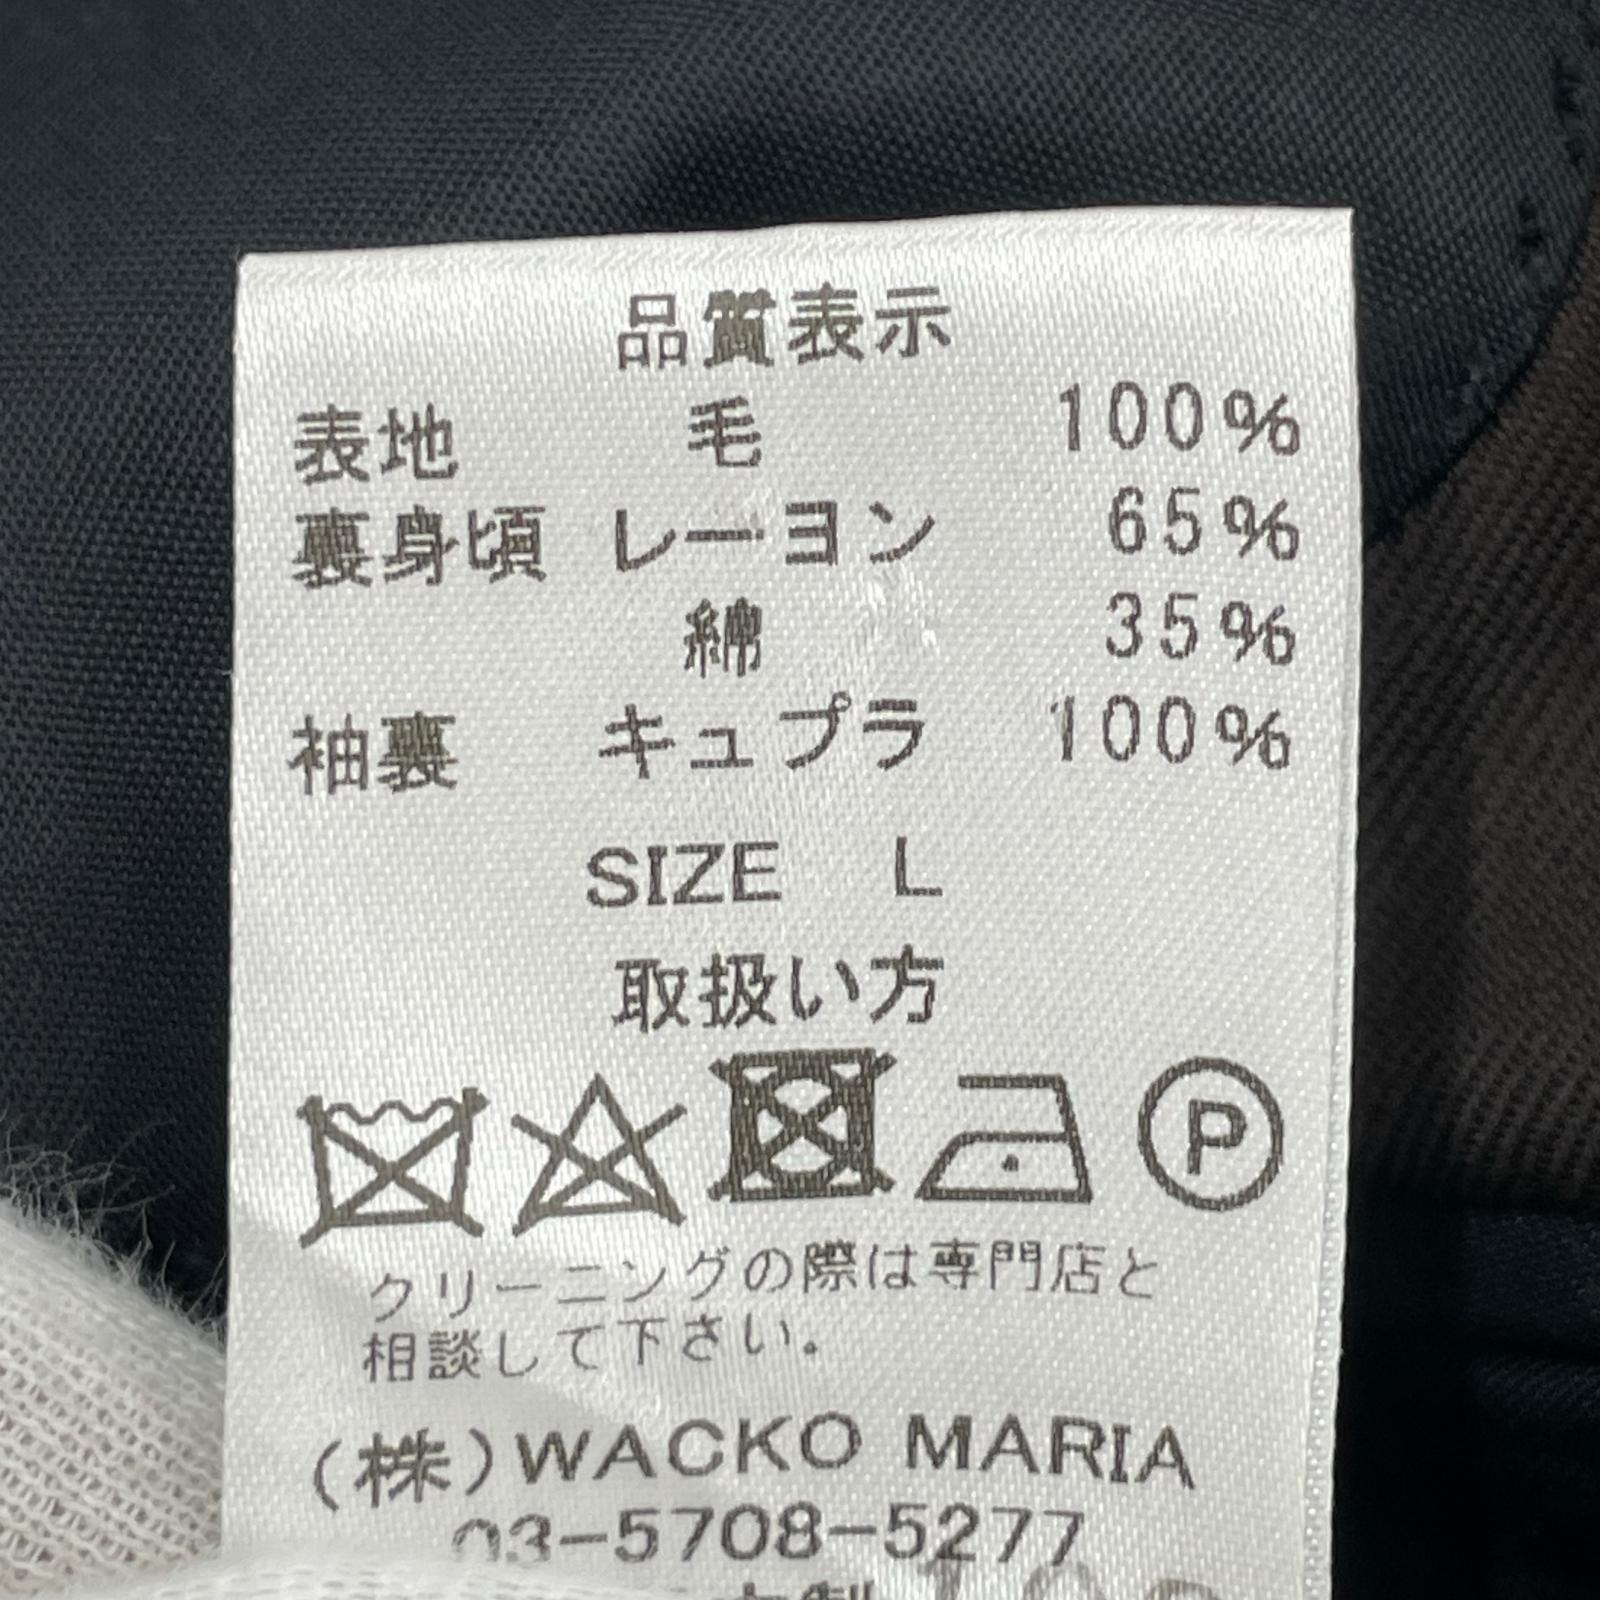 品質表示
表地 毛 100%
裏身頃 レーヨン 65%
綿 35%
袖裏 キュプラ 100%
SIZE L
取扱い方
P
クリーニングの際は専門店と
相談して下さい。
(株)WACKO MARIA
03-5708-5277